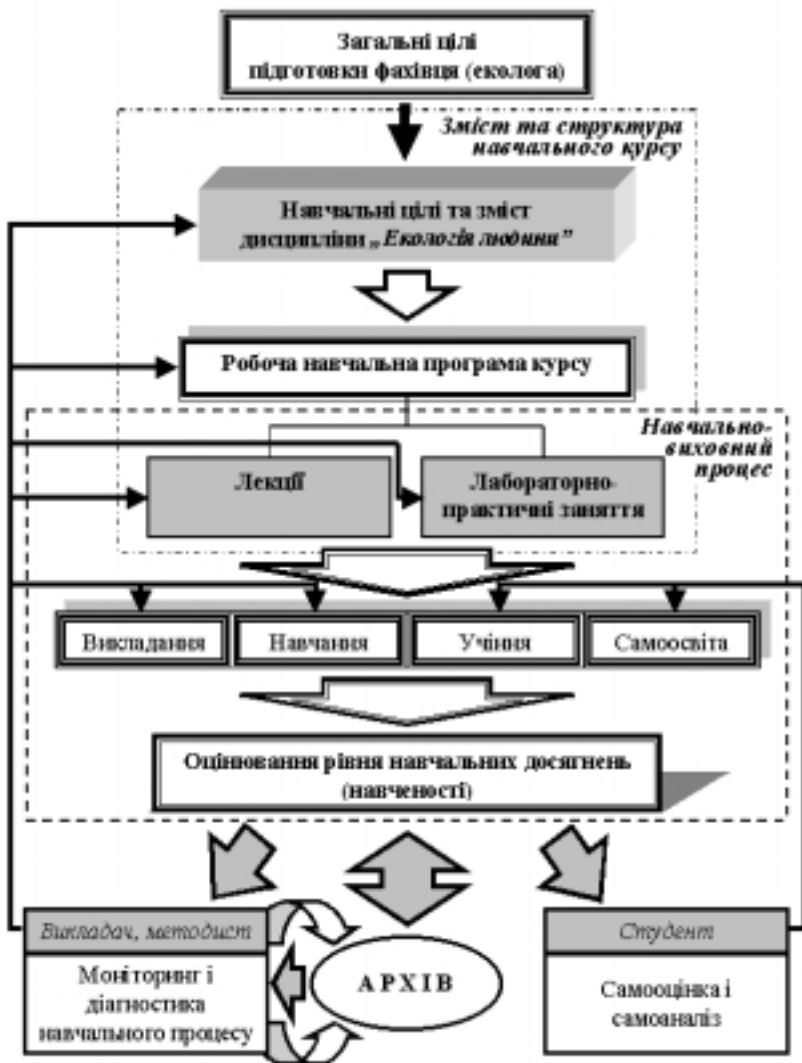 Загальні цілі
підготовки фахівця (еколога)
Зміст та структура
навчального курсу
Навчальні цілі та зміст
дисципліни „Екологія людини”
Робоча навчальна програма курсу
Навчально-
виховний
процес
Лекції
Лабораторно-
практичні заняття
Викладання
Навчання
Учіння
Самоосвіта
Оцінювання рівня навчальних досягнень
(навченості)
Викладач, методист
Моніторинг і
діагностика
навчального процесу
АРХІВ
Студент
Самооцінка і
самоаналіз